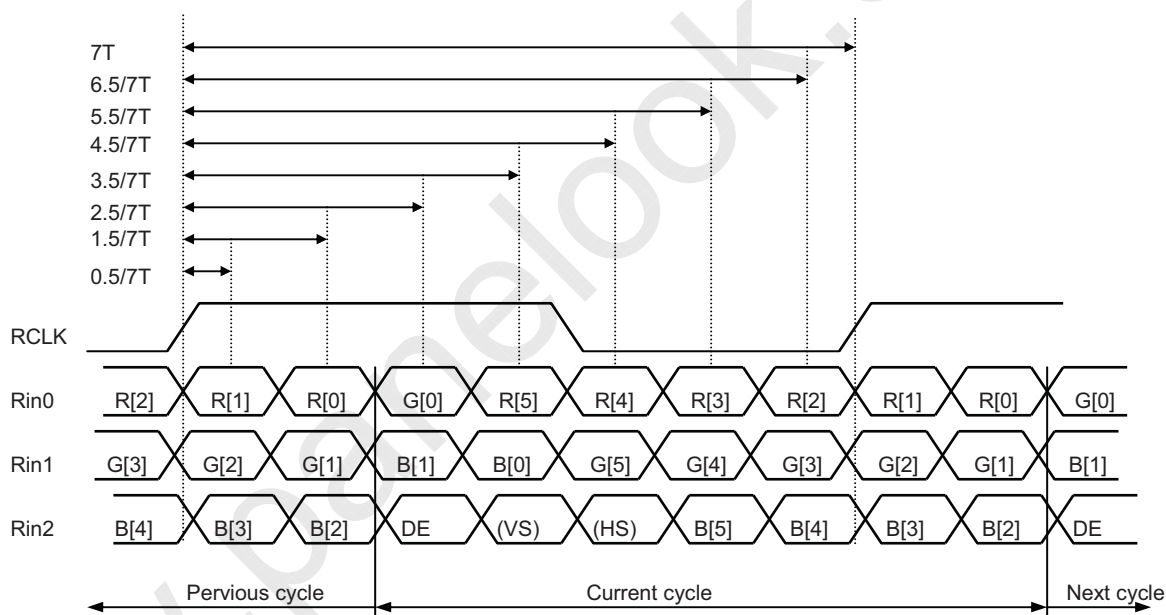 7T
6.5/7T
5.5/7T
4.5/7T
3.5/7T
2.5/7T
1.5/7T
0.5/7T
RCLK
Rin0 R[2] R[1] R[0] G[0] R[5] R[4] R[3] R[2] R[1] R[0] G[0]
Rin1 G[3] G[2] G[1] B[1] B[0] G[5] G[4] G[3] G[2] G[1] B[1]
Rin2 B[4] B[3] B[2] DE (VS) (HS) B[5] B[4] B[3] B[2] DE
Pervious cycle Current cycle Next cycle
panelook.